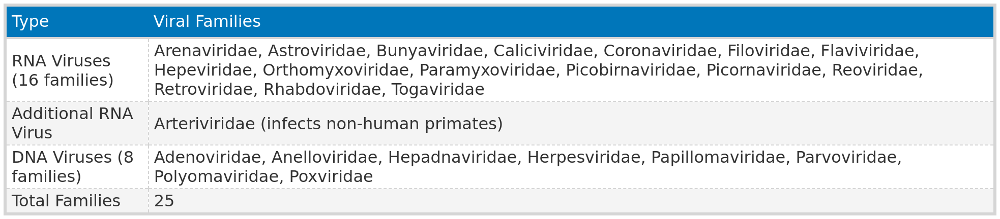 Type
Viral Families
RNA Viruses
(16 families)
Arenaviridae, Astroviridae, Bunyaviridae, Caliciviridae, Coronaviridae, Filoviridae, Flaviviridae,
Hepeviridae, Orthomyxoviridae, Paramyxoviridae, Picobirnaviridae, Picornaviridae, Reoviridae,
Retroviridae, Rhabdoviridae, Togaviridae
Additional RNA
Virus
Arteriviridae (infects non-human primates)
DNA Viruses (8
families)
Adenoviridae, Anelloviridae, Hepadnaviridae, Herpesviridae, Papillomaviridae, Parvoviridae,
Polyomaviridae, Poxviridae
Total Families
25